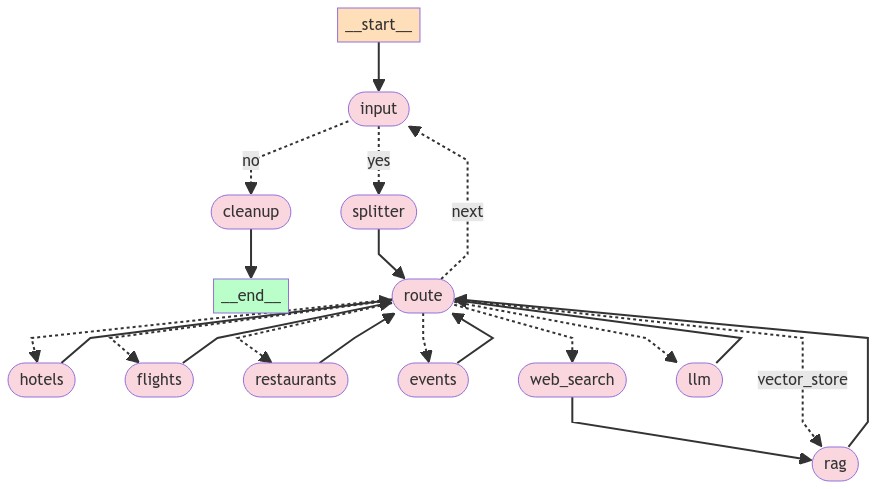 __start__
input
no
yes
cleanup
splitter
next
__end__
route
hotels
flights
restaurants
events
web_search
llm
vector_store
rag